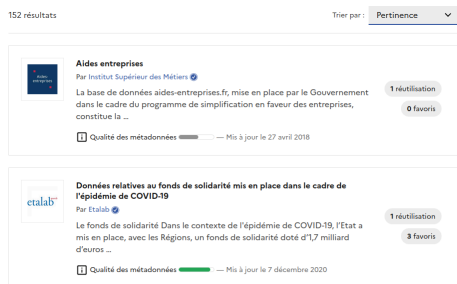 152 résultats
Trier par : Pertinence
Aides entreprises
Aides entreprises
Par Institut Supérieur des Métiers
La base de données aides-entreprises.fr, mise en place par le Gouvernement
dans le cadre du programme de simplification en faveur des entreprises,
constitue la ...
1 réutilisation
0 favoris
Qualité des métadonnées — Mis à jour le 27 avril 2018
etalab
Données relatives au fonds de solidarité mis en place dans le cadre de
l'épidémie de COVID-19
Par Etalab
Le fonds de solidarité Dans le contexte de l'épidémie de COVID-19, l'Etat a
mis en place, avec les Régions, un fonds de solidarité doté d'1,7 milliard
d'euros ...
1 réutilisation
3 favoris
Qualité des métadonnées — Mis à jour le 7 décembre 2020